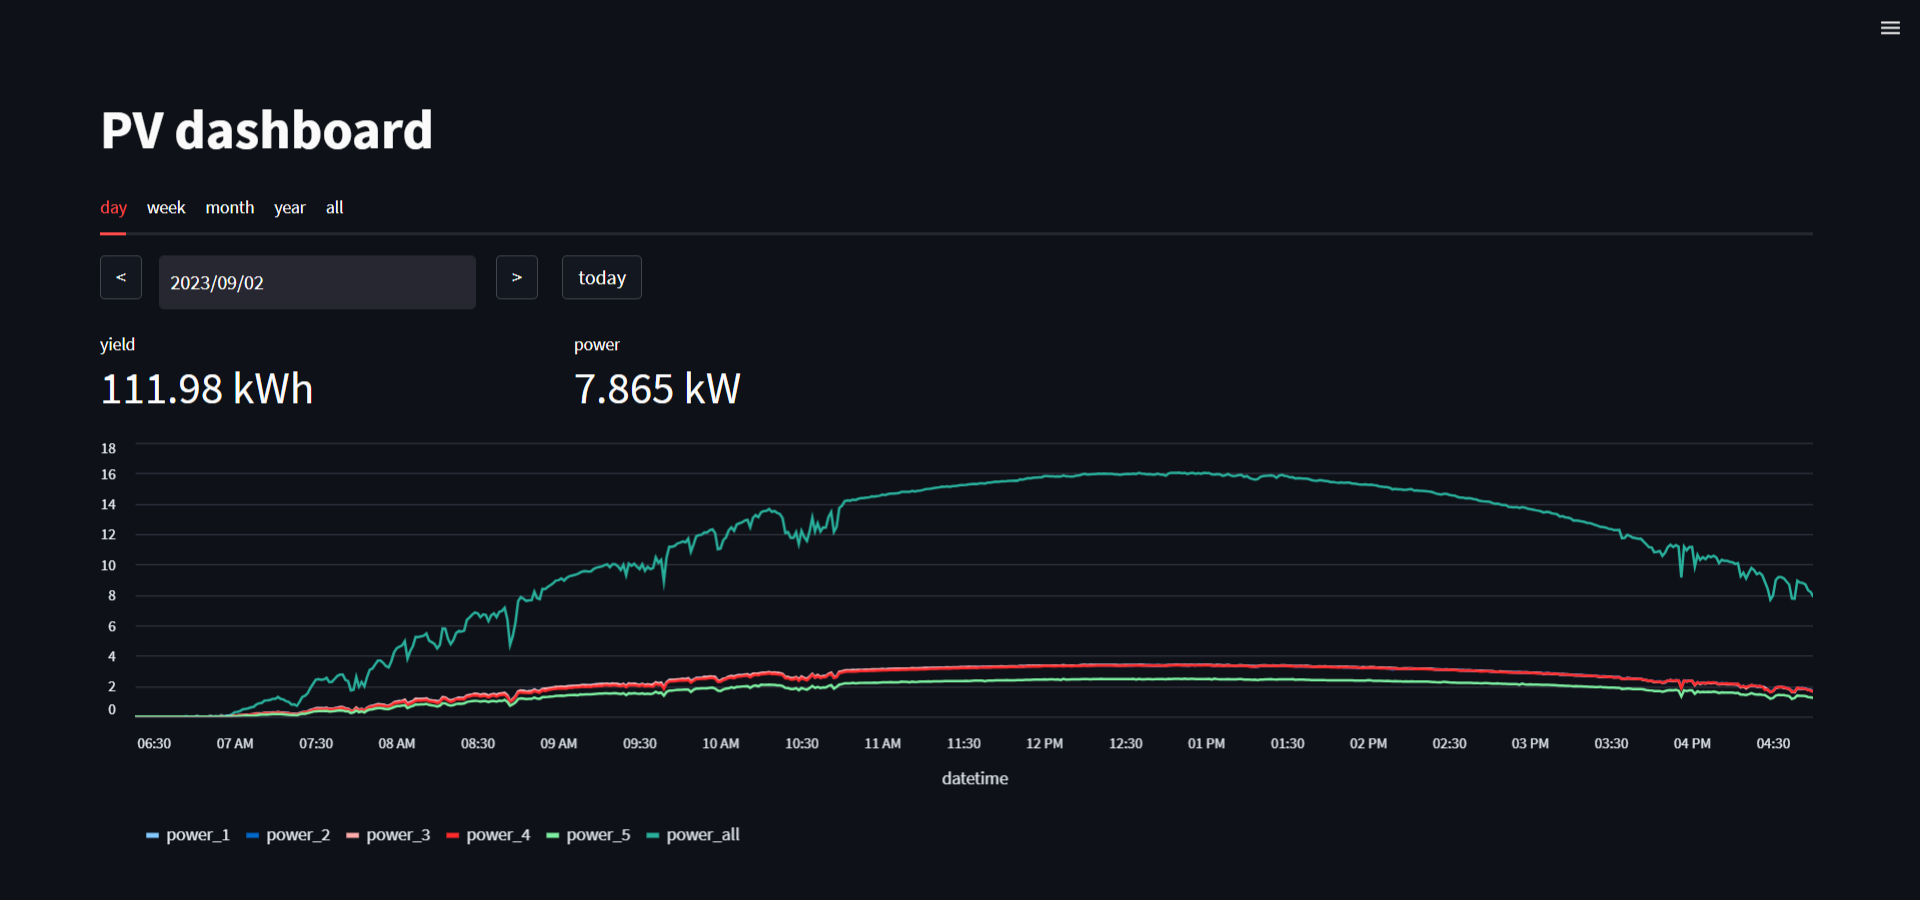 PV dashboard
day week month year all
< 2023/09/02 > today
yield power
111.98 kWh 7.865 kW
18
16
14
12
10
8
6
4
2
0
06:30 07 AM 07:30 08 AM 08:30 09 AM 09:30 10 AM 10:30 11 AM 11:30 12 PM 12:30 01 PM 01:30 02 PM 02:30 03 PM 03:30 04 PM 04:30
datetime
power_1 power_2 power_3 power_4 power_5 power_all